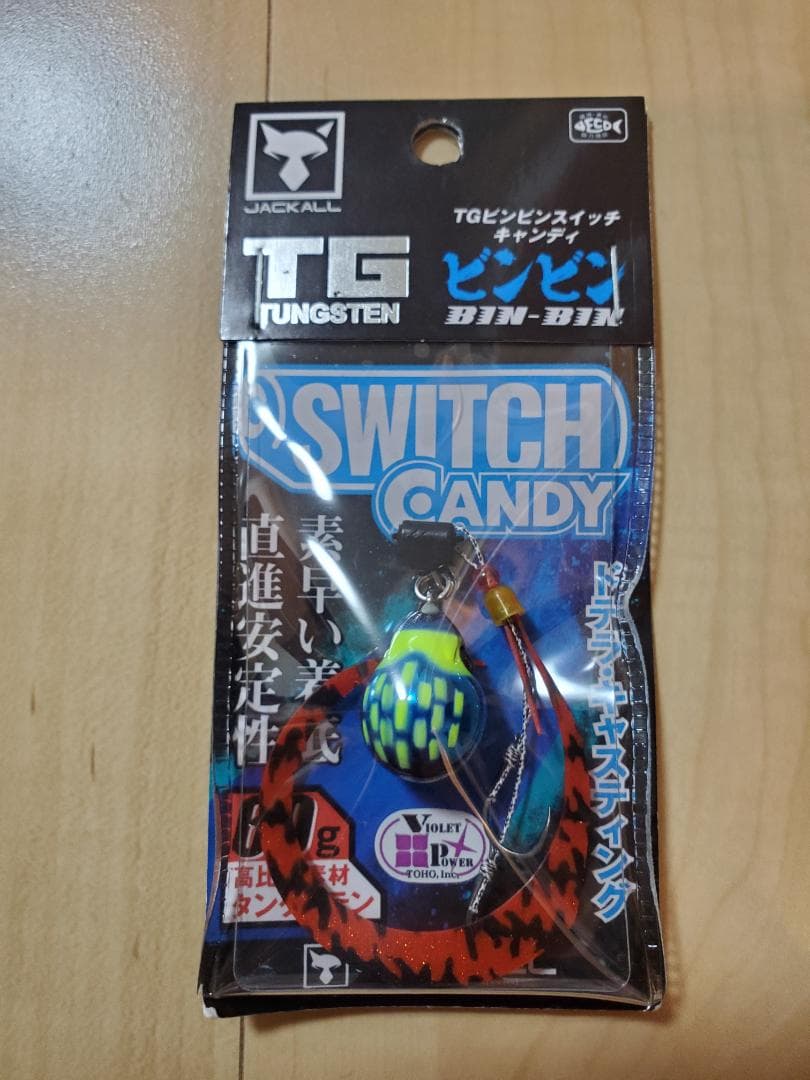 JACKALL
TG
TUNGSTEN
TGビンビンスイッチ
キャンディ
ビンビン
BIN-BIN
SWITCH
CANDY
素早い着底
直進安定性
ドテラ・キャスティング
g
VIOLET
POWER
TOHO, Inc.